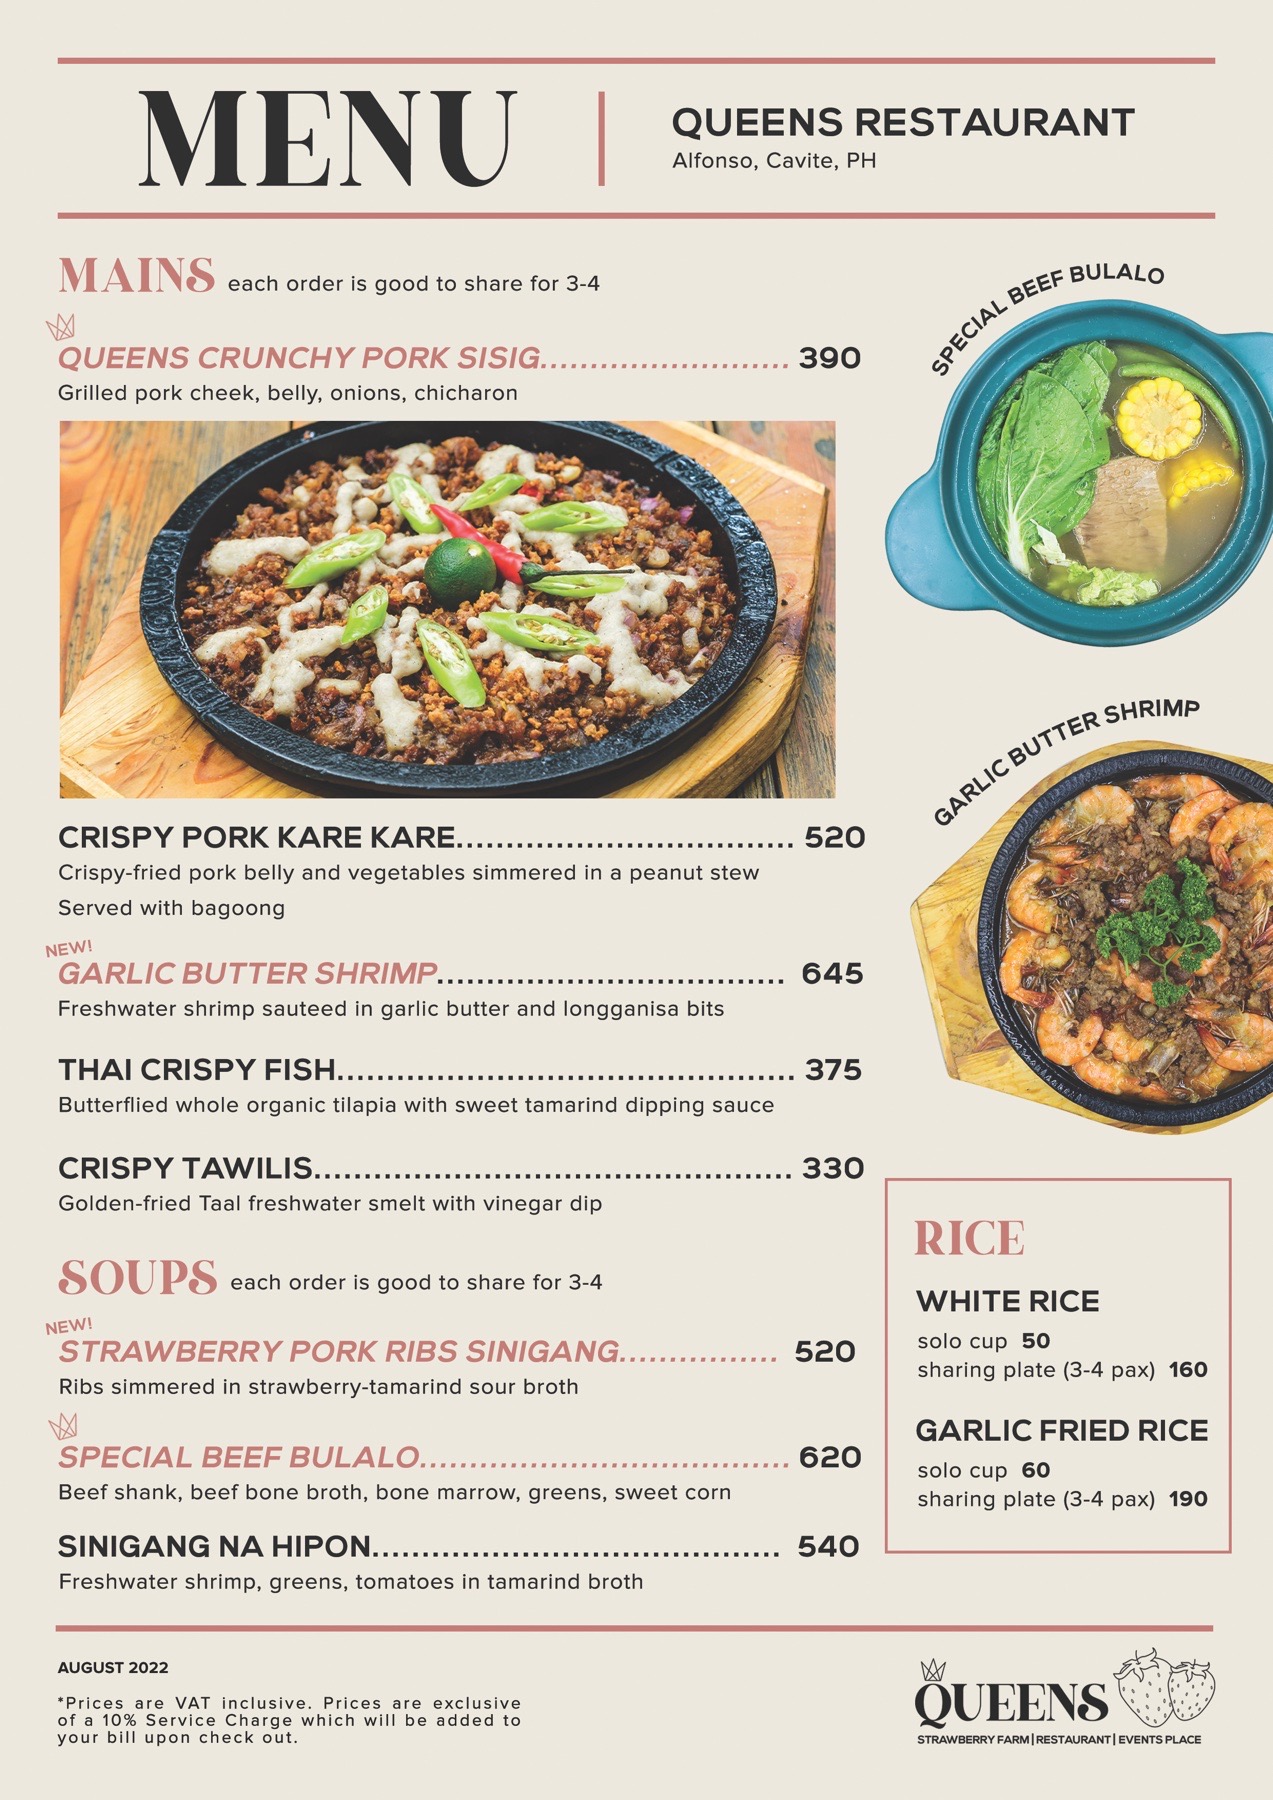 MENU
QUEENS RESTAURANT
Alfonso, Cavite, PH
MAINS each order is good to share for 3-4
QUEENS CRUNCHY PORK SISIG........................ 390
Grilled pork cheek, belly, onions, chicharon
CRISPY PORK KARE KARE.................................. 520
Crispy-fried pork belly and vegetables simmered in a peanut stew
Served with bagoong
NEW!
GARLIC BUTTER SHRIMP................................... 645
Freshwater shrimp sauteed in garlic butter and longganisa bits
THAI CRISPY FISH.............................................. 375
Butterflied whole organic tilapia with sweet tamarind dipping sauce
CRISPY TAWILIS................................................ 330
Golden-fried Taal freshwater smelt with vinegar dip
SOUPS each order is good to share for 3-4
NEW!
STRAWBERRY PORK RIBS SINIGANG................ 520
Ribs simmered in strawberry-tamarind sour broth
SPECIAL BEEF BULALO..................................... 620
Beef shank, beef bone broth, bone marrow, greens, sweet corn
SINIGANG NA HIPON......................................... 540
Freshwater shrimp, greens, tomatoes in tamarind broth
SPECIAL BEEF BULALO
GARLIC BUTTER SHRIMP
RICE
WHITE RICE
solo cup 50
sharing plate (3-4 pax) 160
GARLIC FRIED RICE
solo cup 60
sharing plate (3-4 pax) 190
AUGUST 2022
*Prices are VAT inclusive. Prices are exclusive
of a 10% Service Charge which will be added to
your bill upon check out.
QUEENS
STRAWBERRY FARM|RESTAURANT|EVENTS PLACE